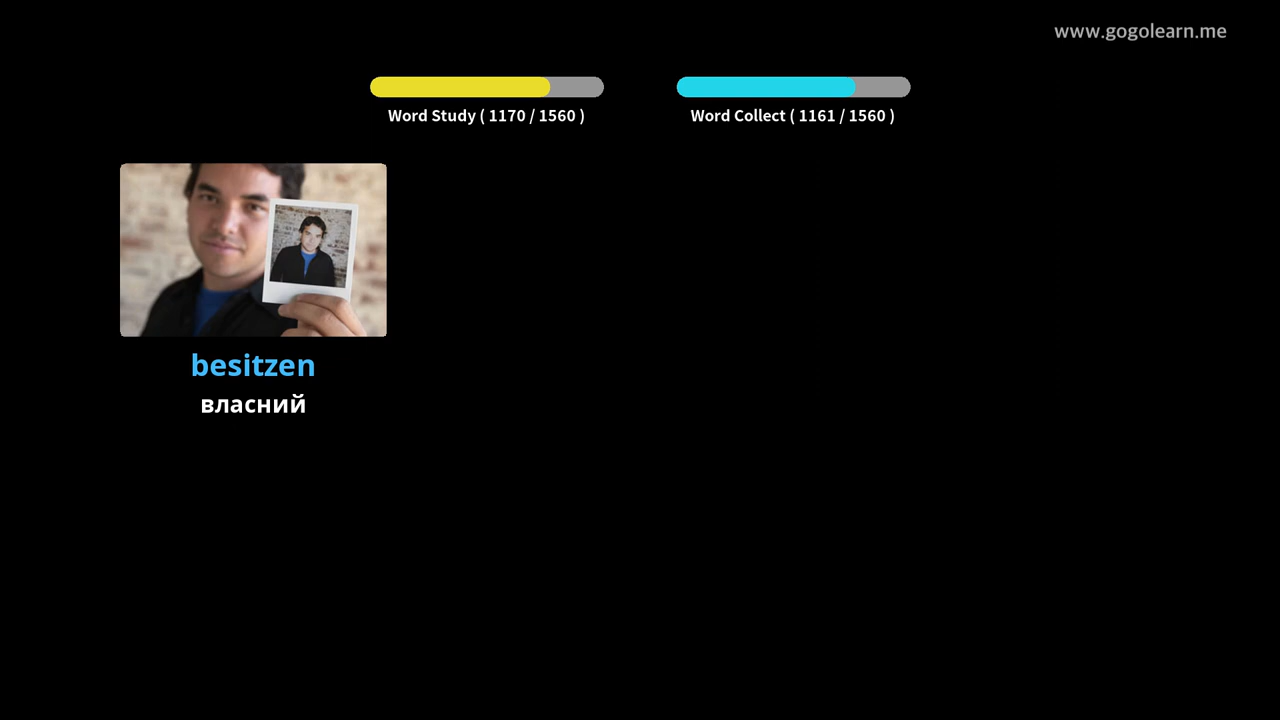 www.gogolearn.me
Word Study ( 1170 / 1560 )
Word Collect ( 1161 / 1560 )
besitzen
власний